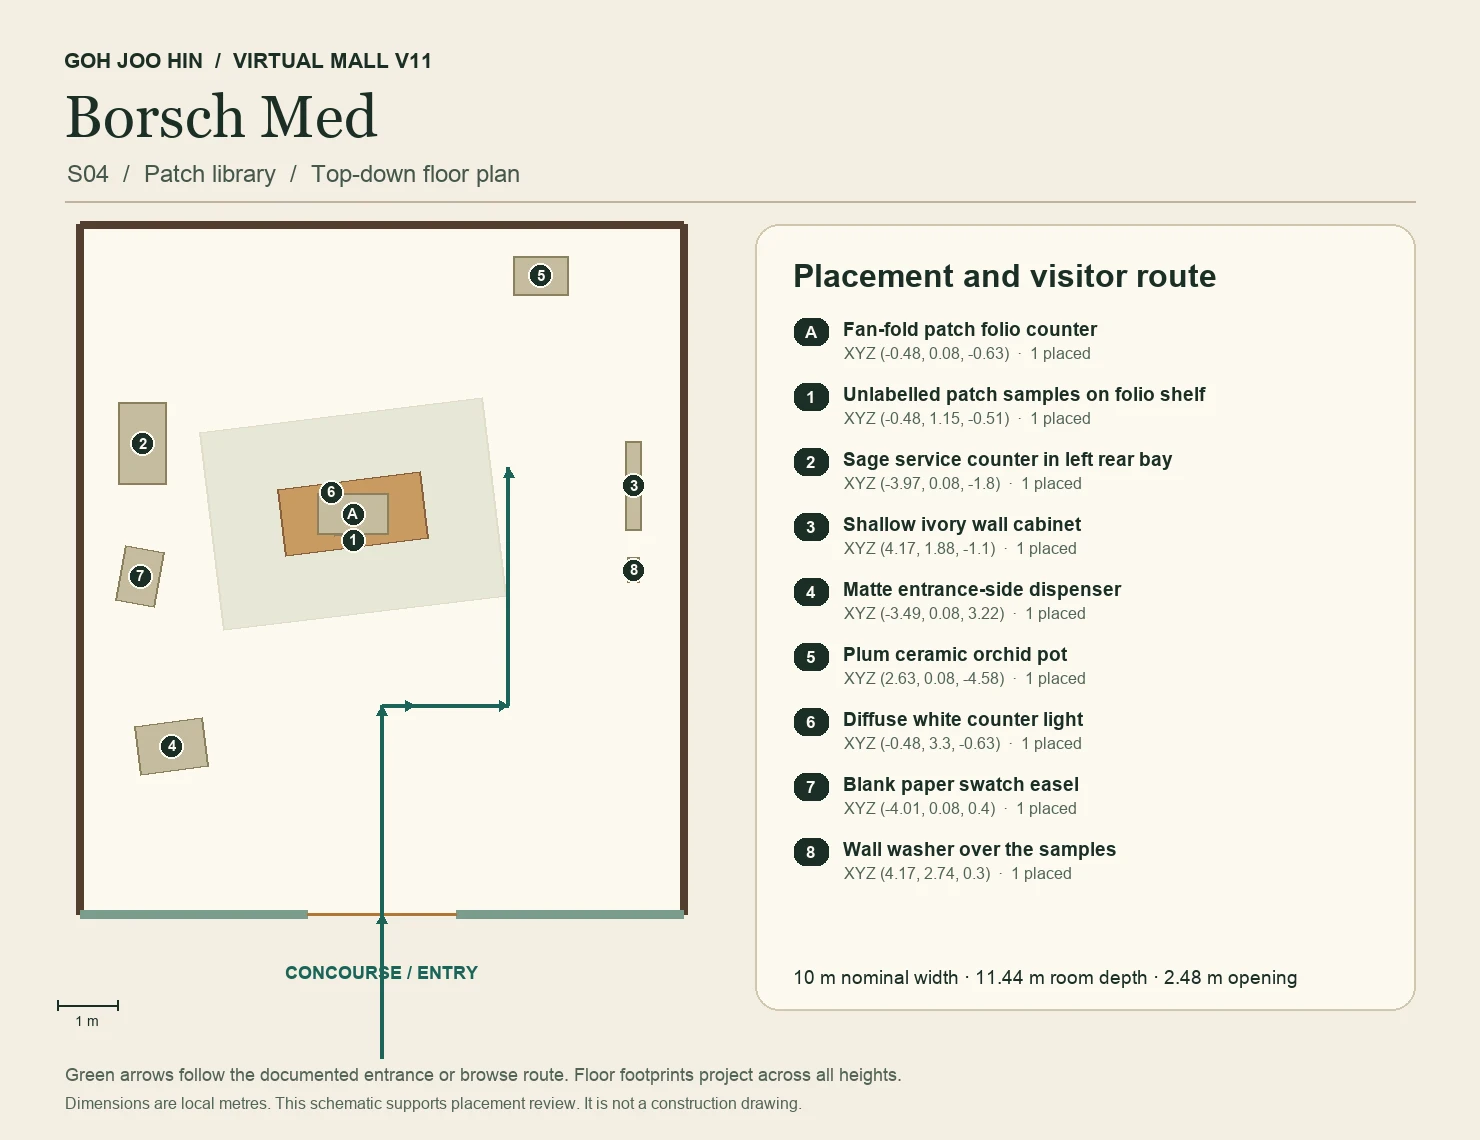 GOH JOO HIN / VIRTUAL MALL V11
Borsch Med
S04 / Patch library / Top-down floor plan
5
2
3
6
A
1
8
7
4
CONCOURSE / ENTRY
1 m
Placement and visitor route
A Fan-fold patch folio counter
XYZ (-0.48, 0.08, -0.63) · 1 placed
1 Unlabelled patch samples on folio shelf
XYZ (-0.48, 1.15, -0.51) · 1 placed
2 Sage service counter in left rear bay
XYZ (-3.97, 0.08, -1.8) · 1 placed
3 Shallow ivory wall cabinet
XYZ (4.17, 1.88, -1.1) · 1 placed
4 Matte entrance-side dispenser
XYZ (-3.49, 0.08, 3.22) · 1 placed
5 Plum ceramic orchid pot
XYZ (2.63, 0.08, -4.58) · 1 placed
6 Diffuse white counter light
XYZ (-0.48, 3.3, -0.63) · 1 placed
7 Blank paper swatch easel
XYZ (-4.01, 0.08, 0.4) · 1 placed
8 Wall washer over the samples
XYZ (4.17, 2.74, 0.3) · 1 placed
10 m nominal width · 11.44 m room depth · 2.48 m opening
Green arrows follow the documented entrance or browse route. Floor footprints project across all heights.
Dimensions are local metres. This schematic supports placement review. It is not a construction drawing.